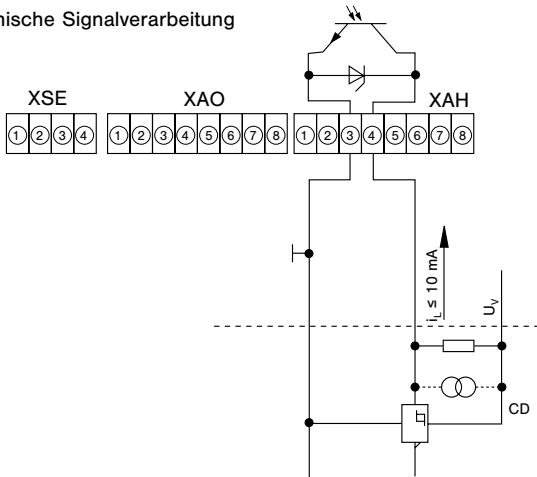 nische Signalverarbeitung
XSE XAO XAH
1 2 3 4 1 2 3 4 5 6 7 8 1 2 3 4 5 6 7 8
i_L ≤ 10 mA
U_V
CD